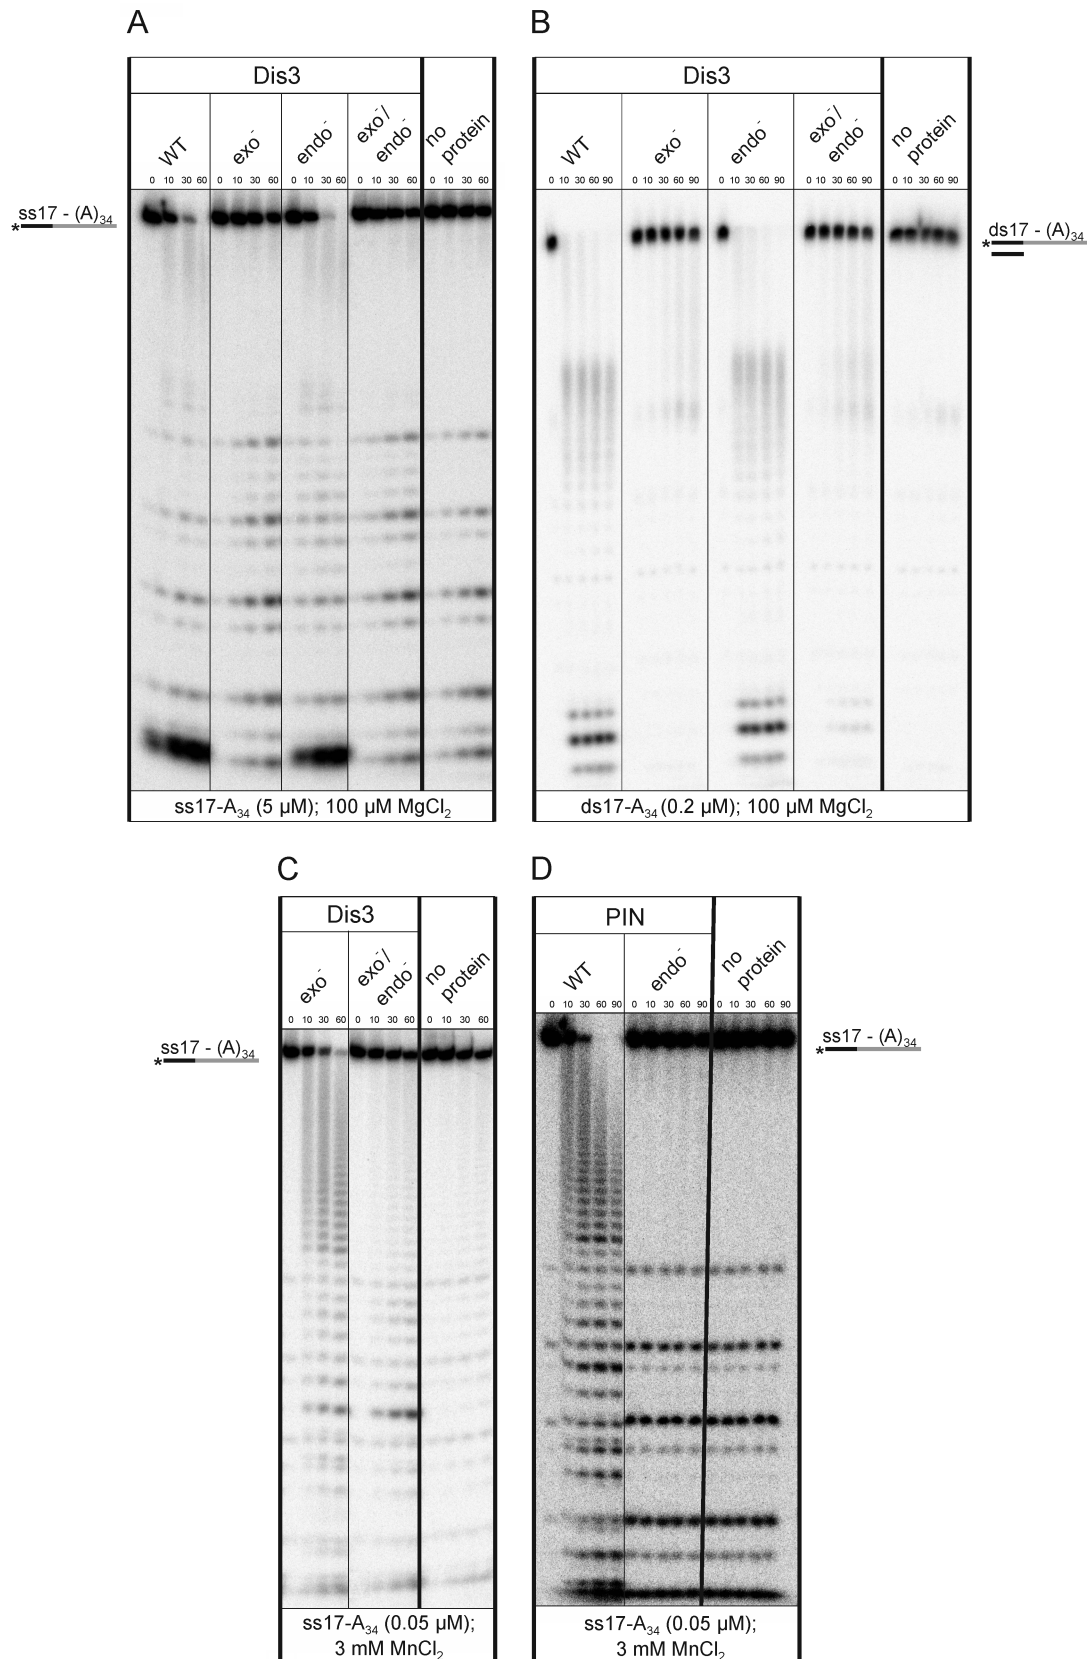 A
Dis3
WT exo⁻ endo⁻ exo⁻/ endo⁻ no protein
0 10 30 60 0 10 30 60 0 10 30 60 0 10 30 60 0 10 30 60
*ss17 - (A)₃₄
ss17-A₃₄ (5 µM); 100 µM MgCl₂
B
Dis3
WT exo⁻ endo⁻ exo⁻/ endo⁻ no protein
0 10 30 60 90 0 10 30 60 90 0 10 30 60 90 0 10 30 60 90 0 10 30 60 90
*ds17 - (A)₃₄
ds17-A₃₄ (0.2 µM); 100 µM MgCl₂
C
Dis3
exo⁻ exo⁻/ endo⁻ no protein
0 10 30 60 0 10 30 60 0 10 30 60
*ss17 - (A)₃₄
ss17-A₃₄ (0.05 µM);
3 mM MnCl₂
D
PIN
WT endo⁻ no protein
0 10 30 60 90 0 10 30 60 90 0 10 30 60 90
*ss17 - (A)₃₄
ss17-A₃₄ (0.05 µM);
3 mM MnCl₂